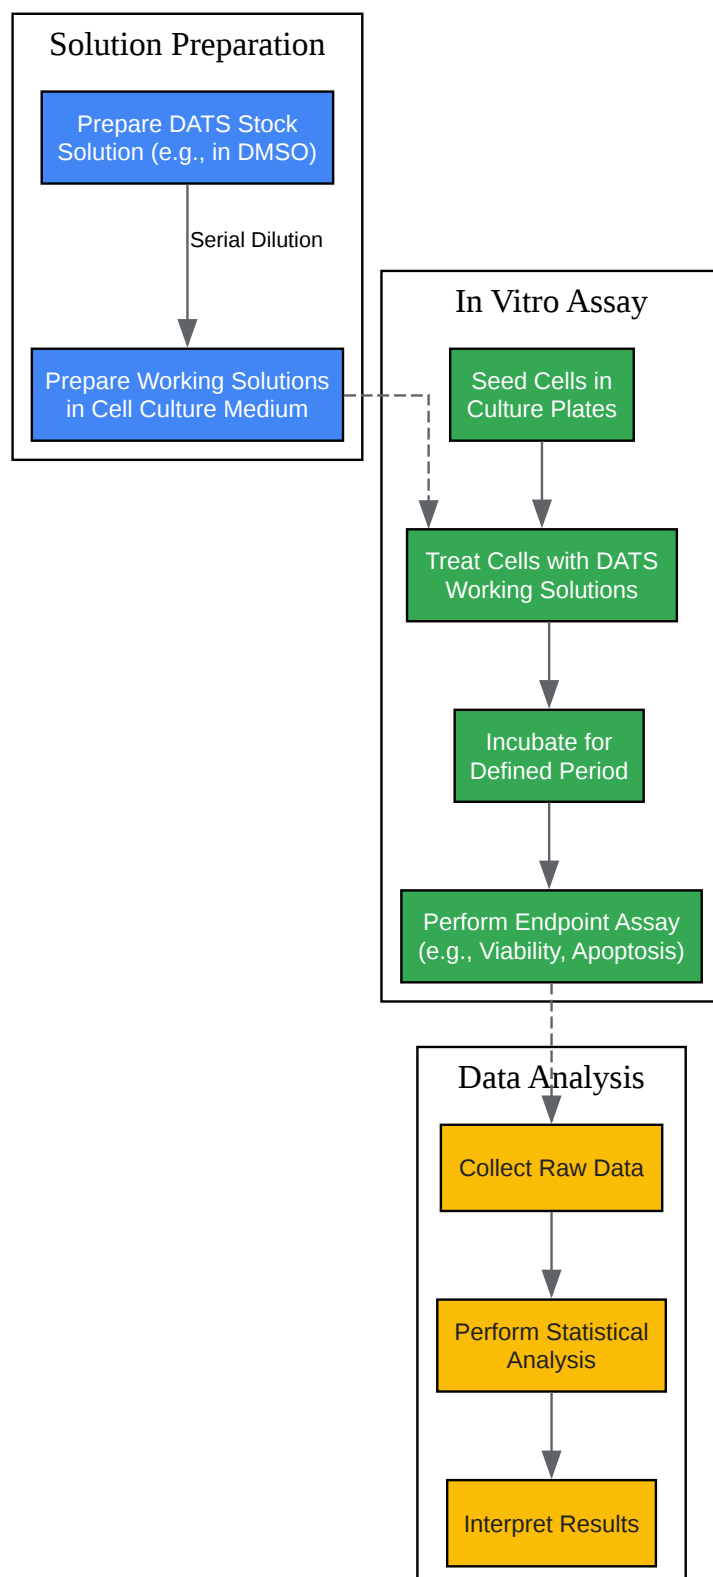 Solution Preparation
Prepare DATS Stock
Solution (e.g., in DMSO)
Serial Dilution
Prepare Working Solutions
in Cell Culture Medium
In Vitro Assay
Seed Cells in
Culture Plates
Treat Cells with DATS
Working Solutions
Incubate for
Defined Period
Perform Endpoint Assay
(e.g., Viability, Apoptosis)
Data Analysis
Collect Raw Data
Perform Statistical
Analysis
Interpret Results